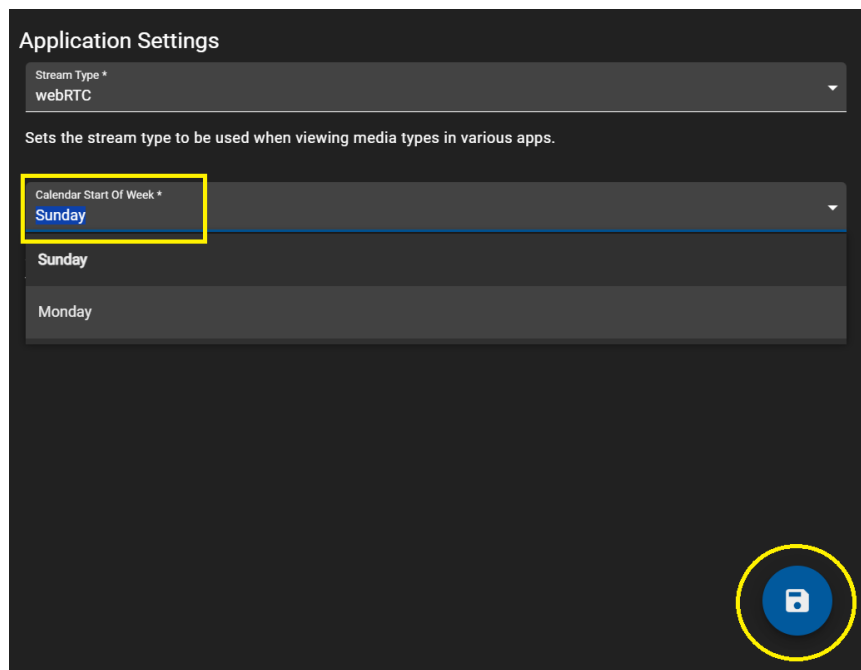 Application Settings
Stream Type *
webRTC
Sets the stream type to be used when viewing media types in various apps.
Calendar Start Of Week *
Sunday
Sunday
Monday